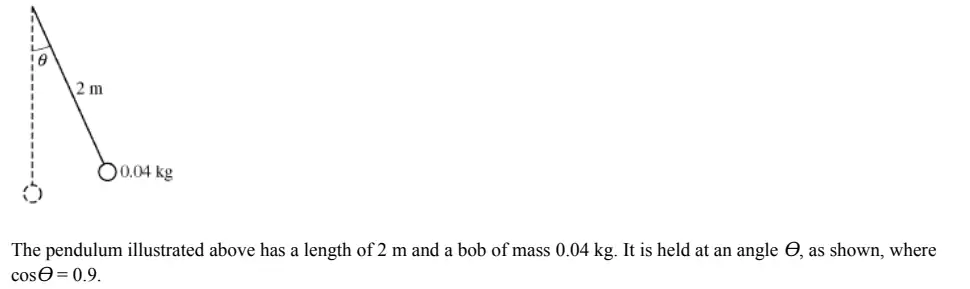 θ
2 m
0.04 kg
The pendulum illustrated above has a length of 2 m and a bob of mass 0.04 kg. It is held at an angle Θ, as shown, where
cosΘ = 0.9.